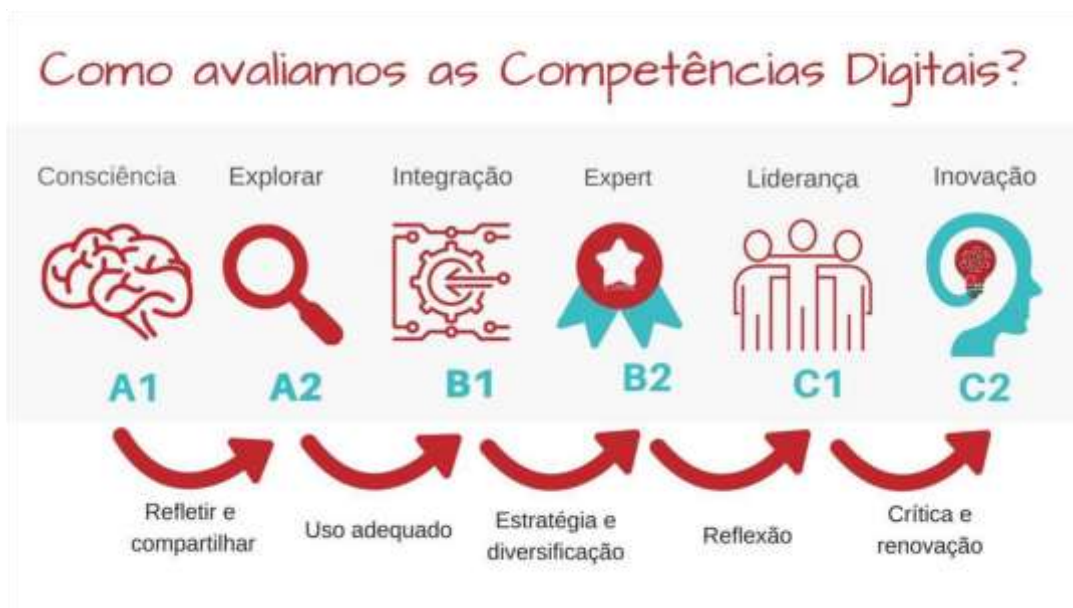 Como avaliamos as Competências Digitais?
Consciência
Explorar
Integração
Expert
Liderança
Inovação
A1
A2
B1
B2
C1
C2
Refletir e
compartilhar
Uso adequado
Estratégia e
diversificação
Reflexão
Crítica e
renovação